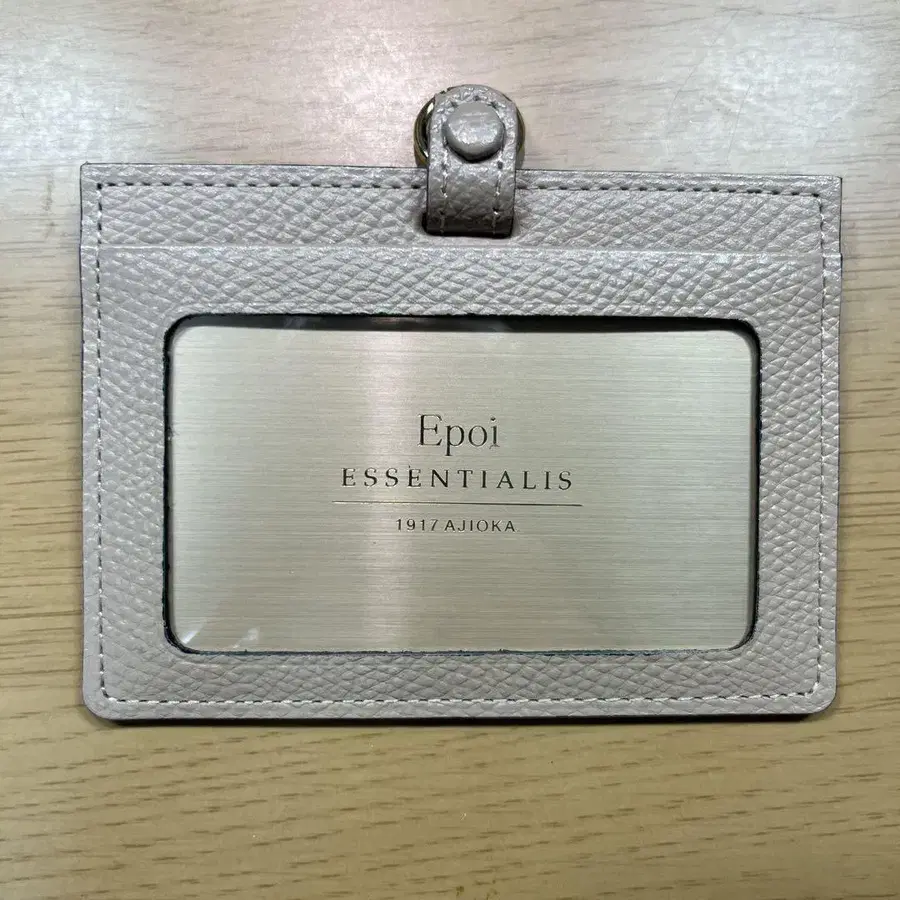 Epoi
ESSENTIALIS
1917 AJIOKA